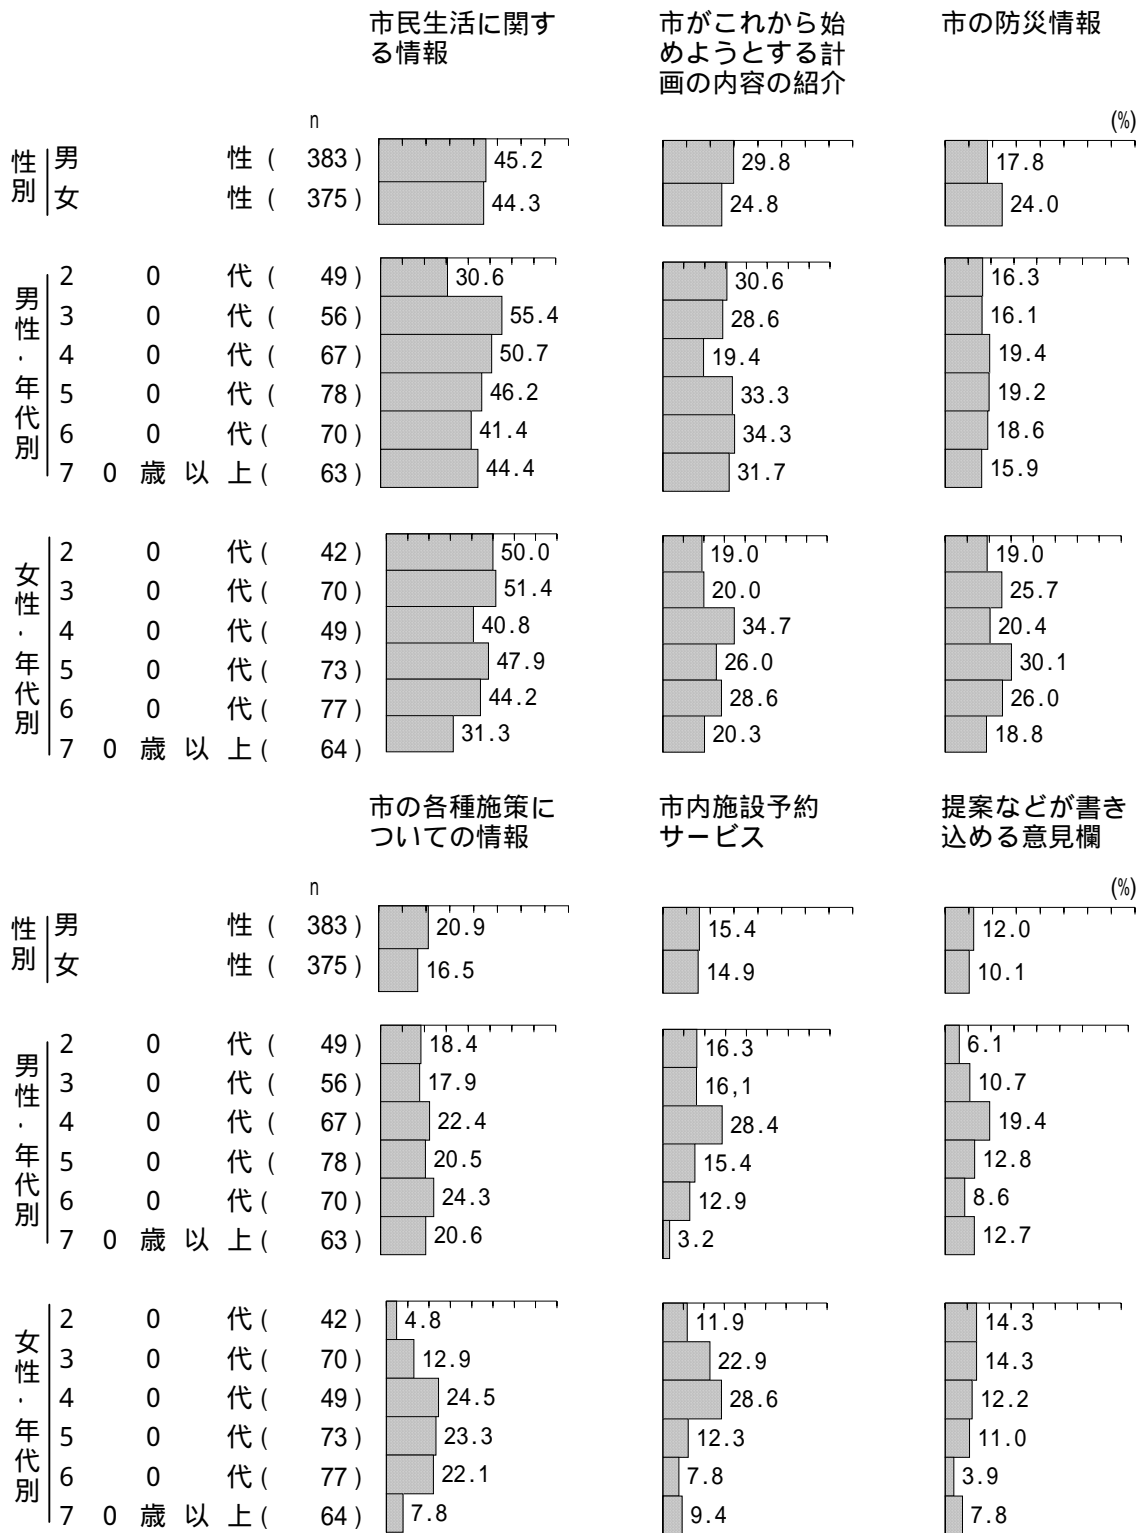 市民生活に関す
る情報
市がこれから始
めようとする計
画の内容の紹介
市の防災情報
n
(%)
性別
男 性 ( 383) 45.2 29.8 17.8
女 性 ( 375) 44.3 24.8 24.0
男性・年代別
2 0 代 ( 49) 30.6 30.6 16.3
3 0 代 ( 56) 55.4 28.6 16.1
4 0 代 ( 67) 50.7 19.4 19.4
5 0 代 ( 78) 46.2 33.3 19.2
6 0 代 ( 70) 41.4 34.3 18.6
7 0 歳 以 上 ( 63) 44.4 31.7 15.9
女性・年代別
2 0 代 ( 42) 50.0 19.0 19.0
3 0 代 ( 70) 51.4 20.0 25.7
4 0 代 ( 49) 40.8 34.7 20.4
5 0 代 ( 73) 47.9 26.0 30.1
6 0 代 ( 77) 44.2 28.6 26.0
7 0 歳 以 上 ( 64) 31.3 20.3 18.8
市の各種施策に
ついての情報
市内施設予約
サービス
提案などが書き
込める意見欄
n
(%)
性別
男 性 ( 383) 20.9 15.4 12.0
女 性 ( 375) 16.5 14.9 10.1
男性・年代別
2 0 代 ( 49) 18.4 16.3 6.1
3 0 代 ( 56) 17.9 16,1 10.7
4 0 代 ( 67) 22.4 28.4 19.4
5 0 代 ( 78) 20.5 15.4 12.8
6 0 代 ( 70) 24.3 12.9 8.6
7 0 歳 以 上 ( 63) 20.6 3.2 12.7
女性・年代別
2 0 代 ( 42) 4.8 11.9 14.3
3 0 代 ( 70) 12.9 22.9 14.3
4 0 代 ( 49) 24.5 28.6 12.2
5 0 代 ( 73) 23.3 12.3 11.0
6 0 代 ( 77) 22.1 7.8 3.9
7 0 歳 以 上 ( 64) 7.8 9.4 7.8